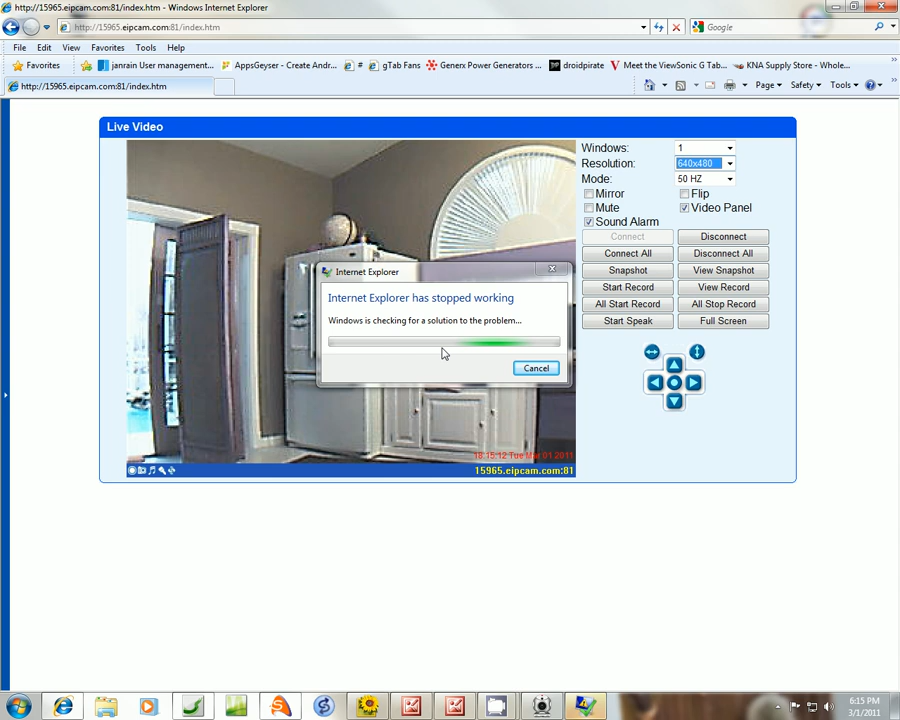 http://15965.eipcam.com:81/index.htm - Windows Internet Explorer
http://15965.eipcam.com:81/index.htm
Google
File Edit View Favorites Tools Help
Favorites janrain User management... AppsGeyser - Create Andr... # gTab Fans Generx Power Generators ... droidpirate Meet the ViewSonic G Tab... KNA Supply Store - Whole...
http://15965.eipcam.com:81/index.htm
Page Safety Tools
Live Video
Windows: 1
Resolution: 640x480
Mode: 50 HZ
Mirror Flip
Mute Video Panel
Sound Alarm
Connect Disconnect
Connect All Disconnect All
Snapshot View Snapshot
Start Record View Record
All Start Record All Stop Record
Start Speak Full Screen
Internet Explorer
Internet Explorer has stopped working
Windows is checking for a solution to the problem...
Cancel
18:15:12 Tue Mar 01 2011
15965.eipcam.com:81
6:15 PM
3/1/2011